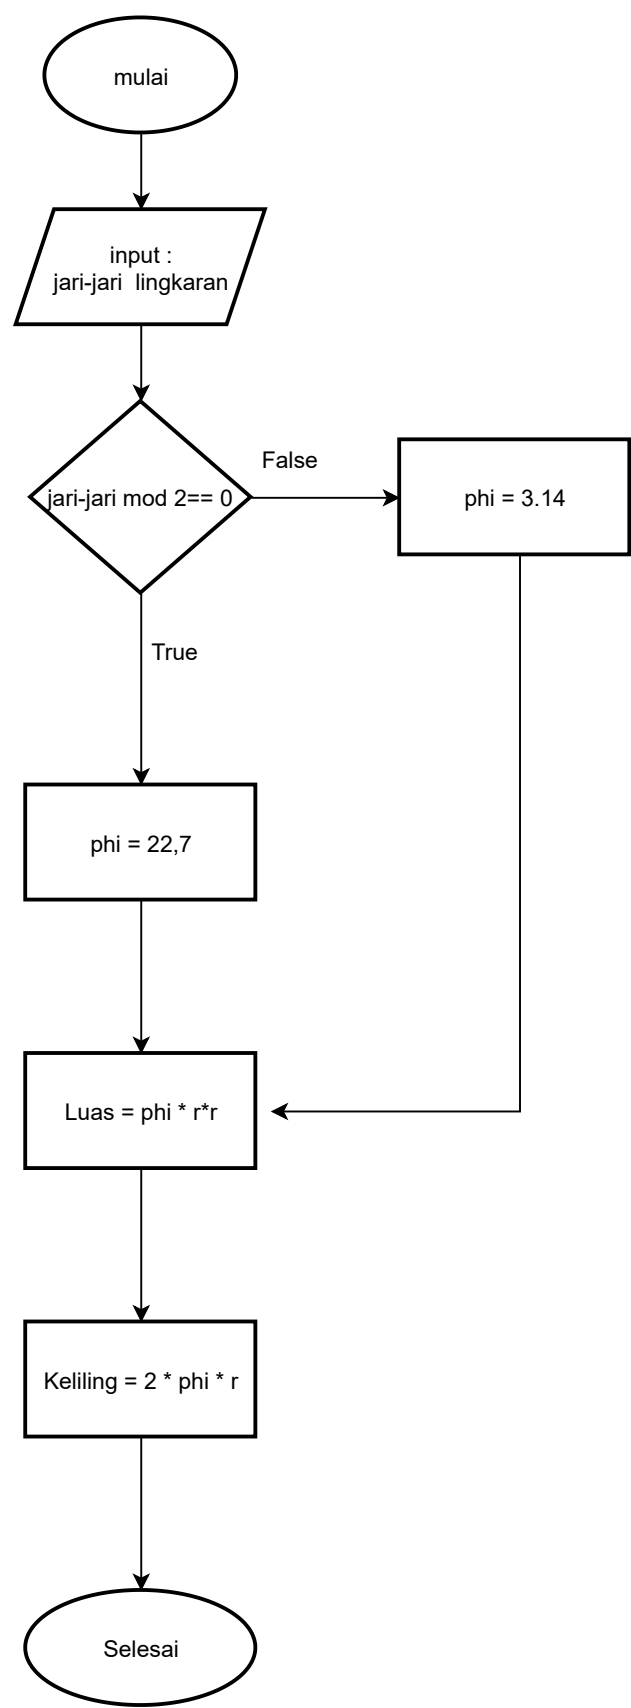 mulai
input :
jari-jari  lingkaran
jari-jari mod 2== 0
False
phi = 3.14
True
phi = 22,7
Luas = phi * r*r
Keliling = 2 * phi * r
Selesai